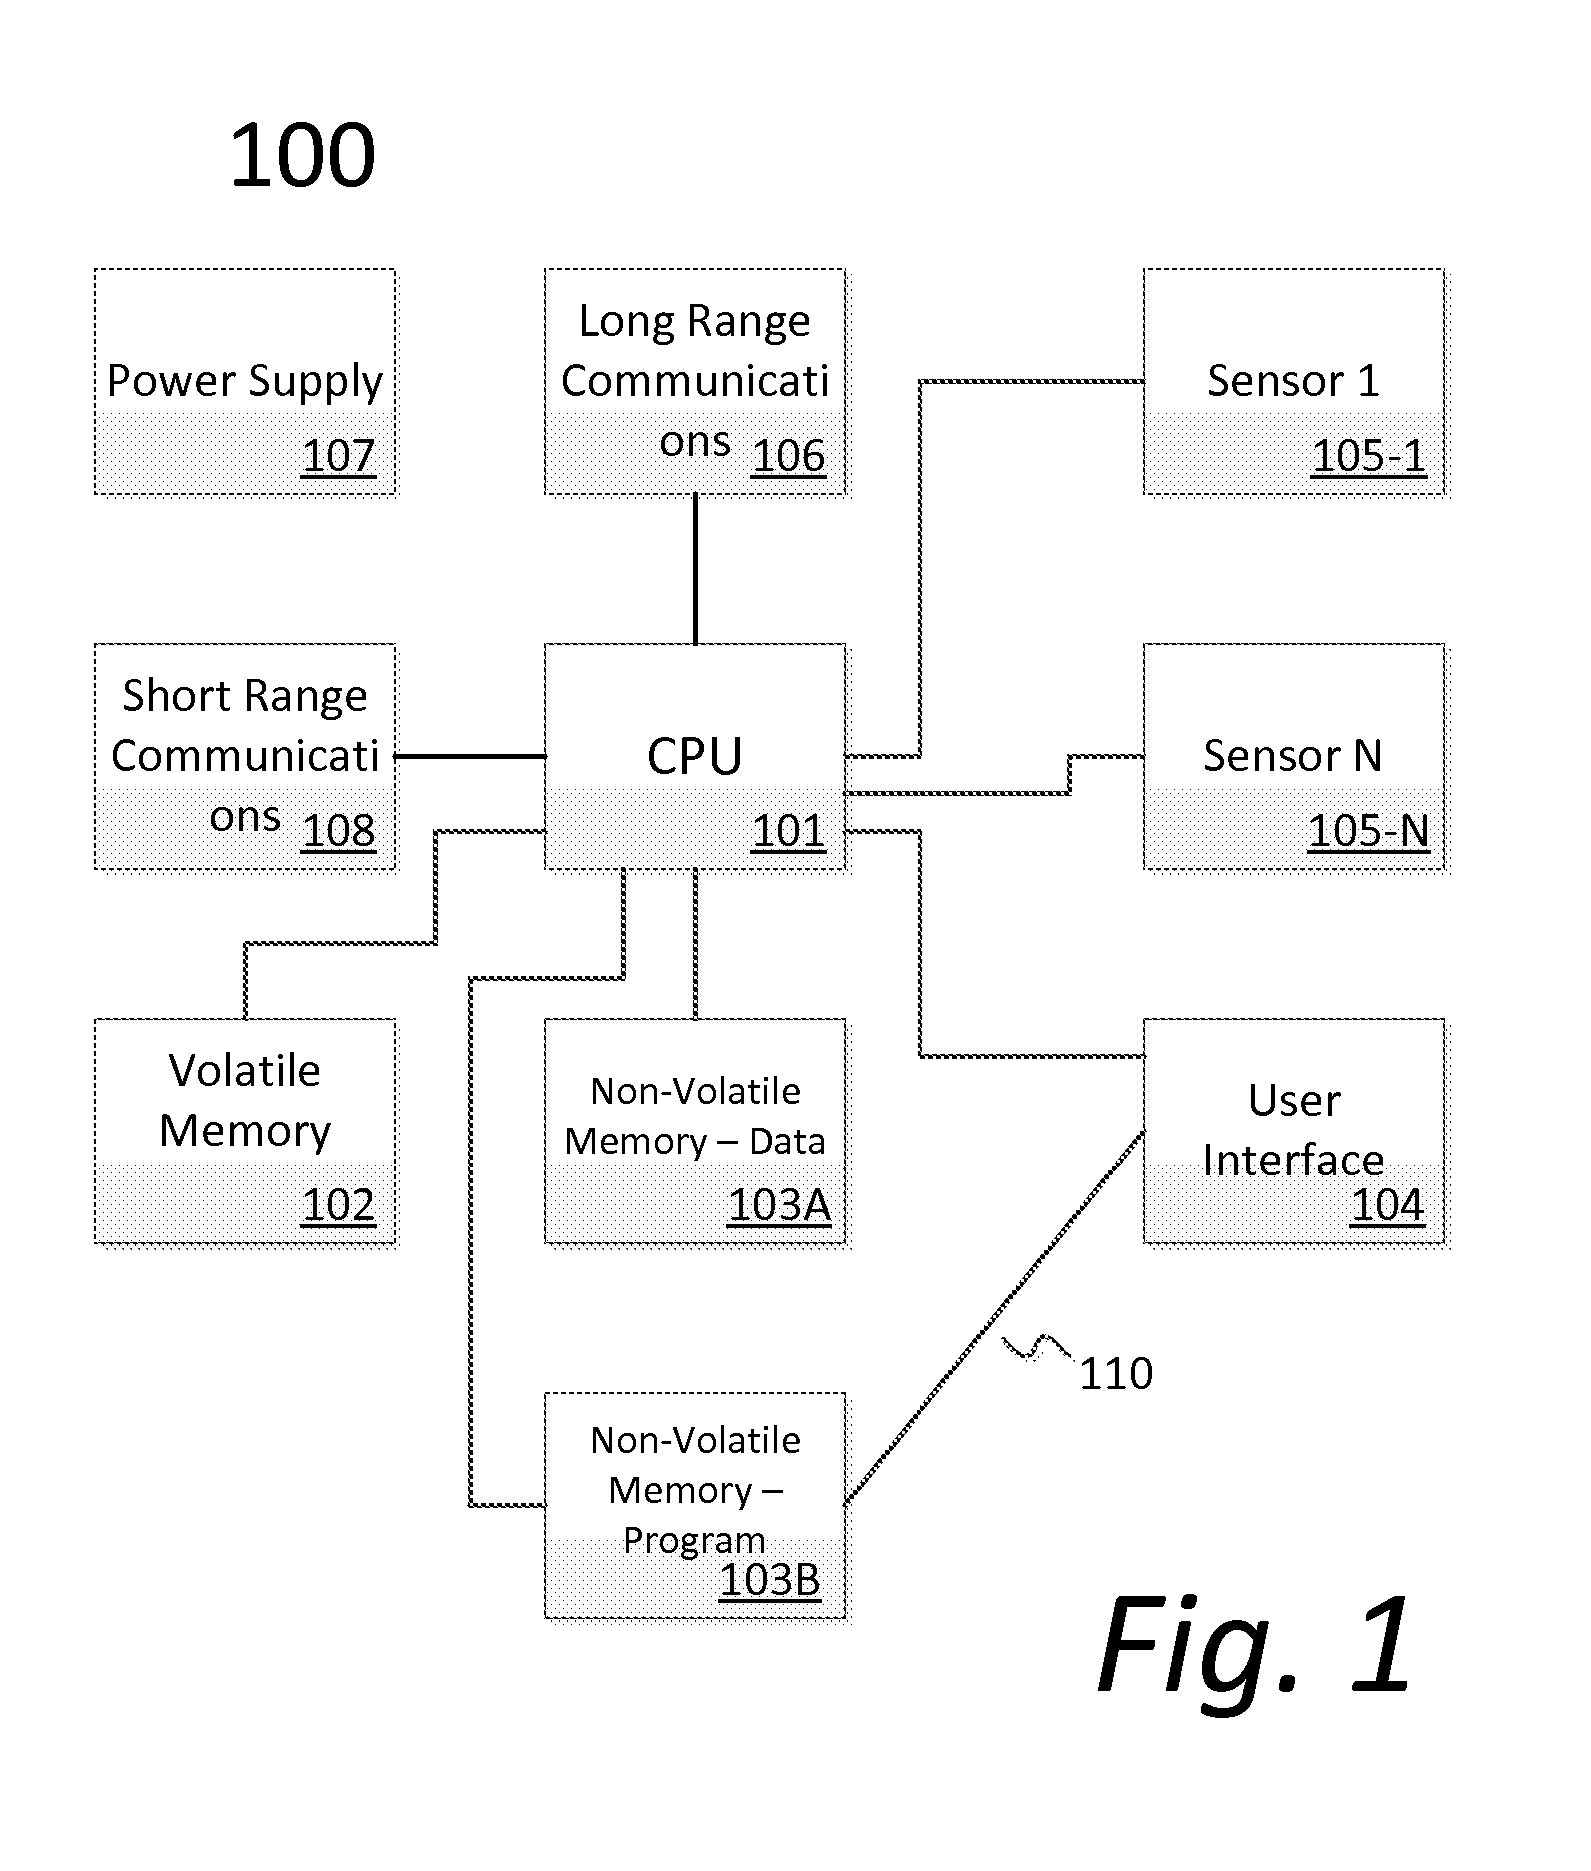 100
Power Supply
107
Long Range
Communicati
ons 106
Sensor 1
105-1
Short Range
Communicati
ons 108
CPU
101
Sensor N
105-N
Volatile
Memory
102
Non-Volatile
Memory – Data
103A
User
Interface
104
110
Non-Volatile
Memory –
Program
103B
Fig. 1